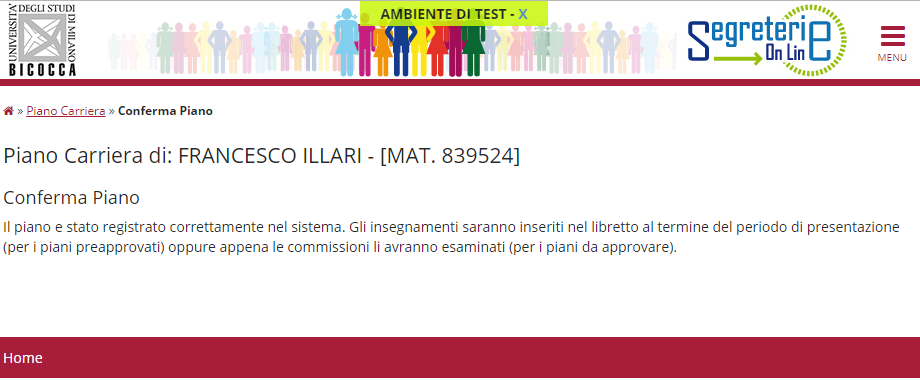 UNIVERSITA'
DEGLI STUDI
DI MILANO
BICOCCA
AMBIENTE DI TEST - X
Segreterie
On Line
MENU
» Piano Carriera » Conferma Piano
Piano Carriera di: FRANCESCO ILLARI - [MAT. 839524]
Conferma Piano
Il piano e stato registrato correttamente nel sistema. Gli insegnamenti saranno inseriti nel libretto al termine del periodo di presentazione
(per i piani preapprovati) oppure appena le commissioni li avranno esaminati (per i piani da approvare).
Home